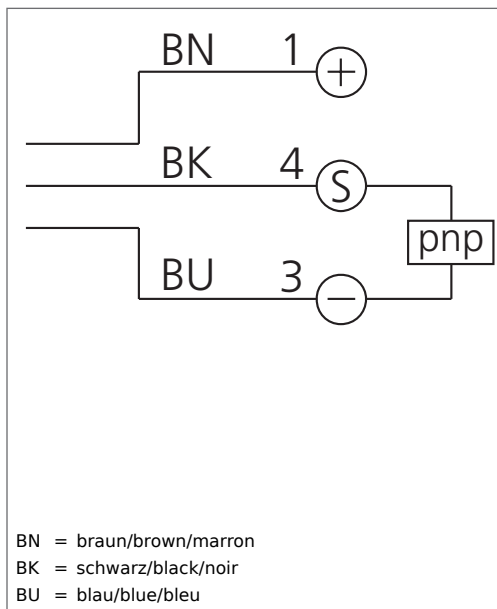 BN 1 +
BK 4 S
pnp
BU 3 −
BN = braun/brown/marron
BK = schwarz/black/noir
BU = blau/blue/bleu